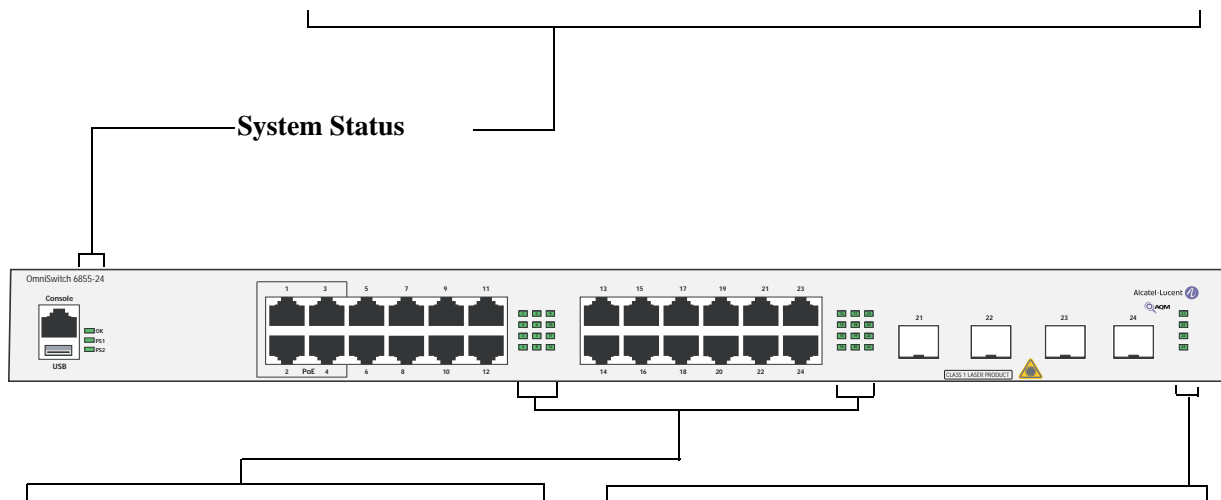 System Status
OmniSwitch 6855-24
Console
OK
PS1
PS2
USB
1 3 5 7 9 11
2 PoE 4 6 8 10 12
13 15 17 19 21 23
14 16 18 20 22 24
21 22 23 24
CLASS 1 LASER PRODUCT
Alcatel-Lucent
AQM